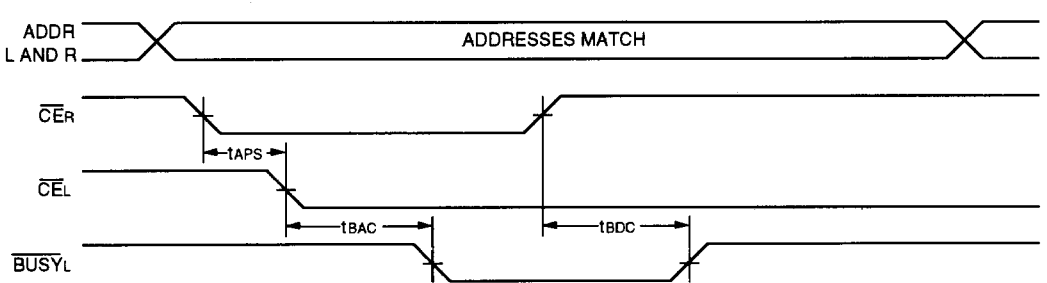 ADDR
L AND R
ADDRESSES MATCH
CER
tAPS
CEL
tBAC
tBDC
BUSYL